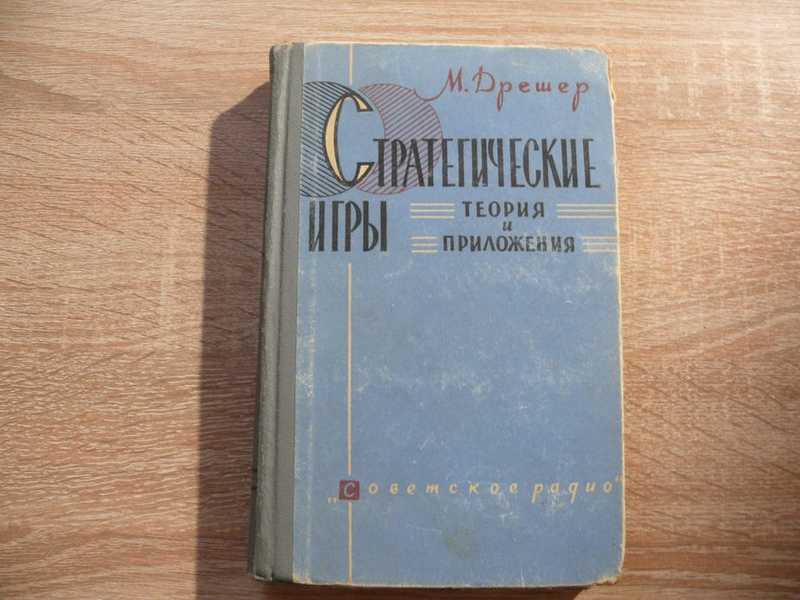 М. Дрешер
СТРАТЕГИЧЕСКИЕ
ИГРЫ
ТЕОРИЯ
и
ПРИЛОЖЕНИЯ
„Советское радио“